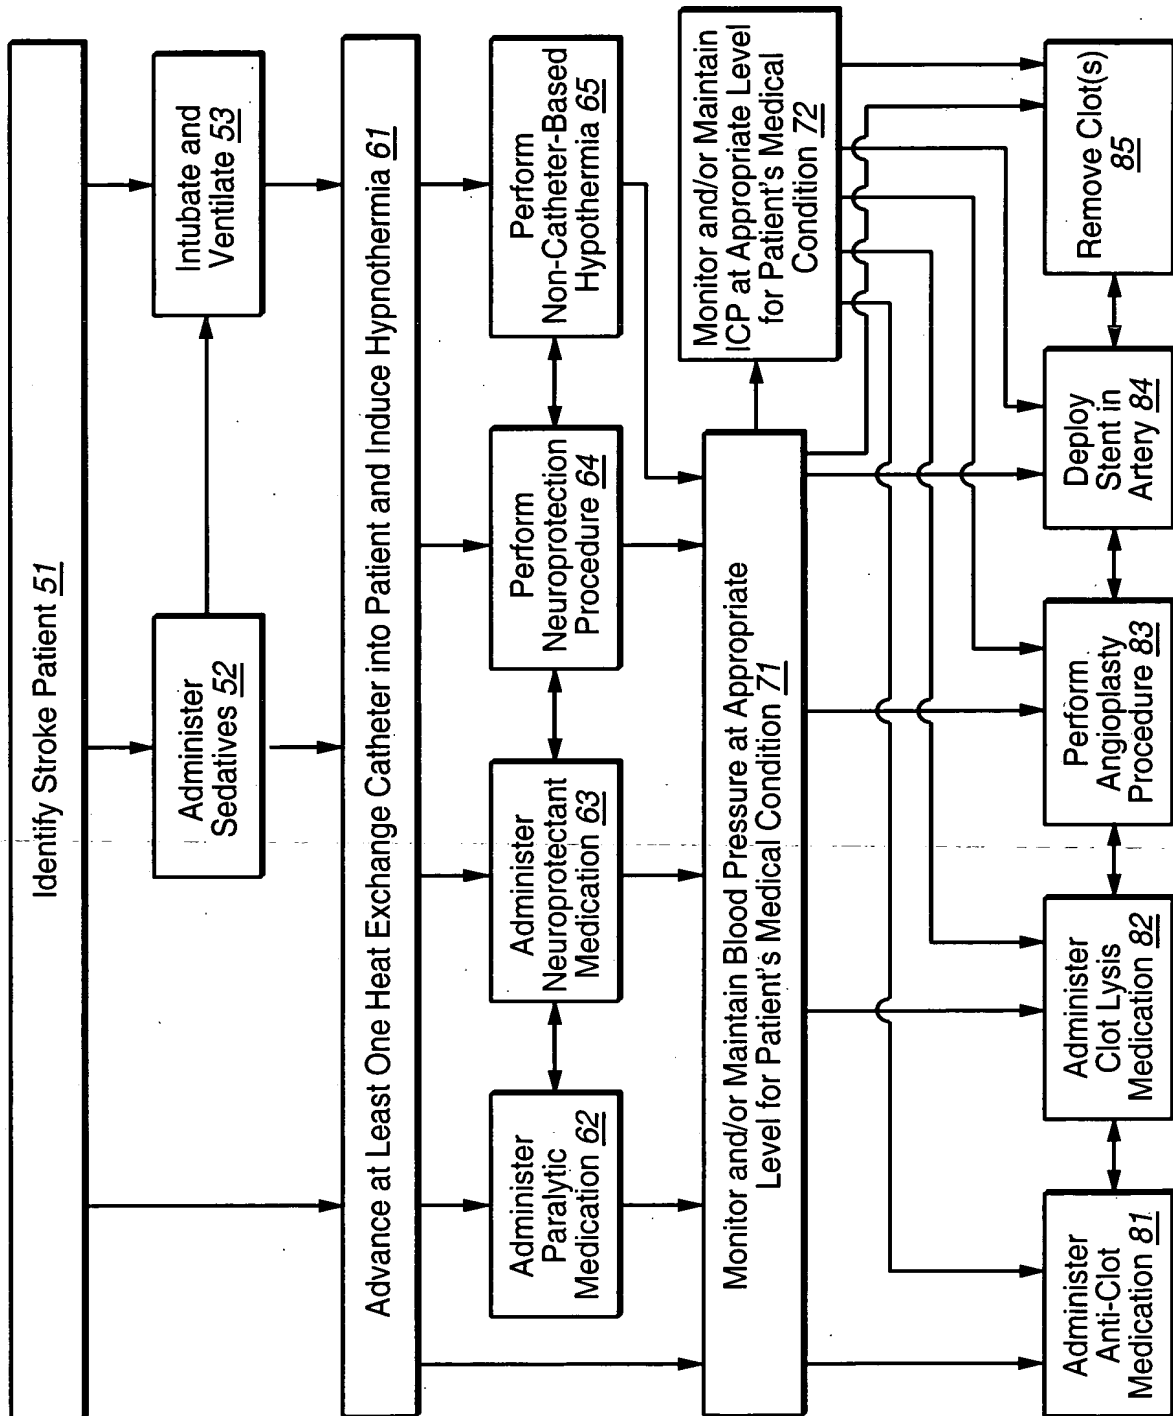 Identify Stroke Patient 51
Administer
Sedatives 52
Intubate and
Ventilate 53
Advance at Least One Heat Exchange Catheter into Patient and Induce Hypnothermia 61
Administer
Paralytic
Medication 62
Administer
Neuroprotectant
Medication 63
Perform
Neuroprotection
Procedure 64
Perform
Non-Catheter-Based
Hypothermia 65
Monitor and/or Maintain Blood Pressure at Appropriate
Level for Patient's Medical Condition 71
Monitor and/or Maintain
ICP at Appropriate Level
for Patient's Medical
Condition 72
Administer
Anti-Clot
Medication 81
Administer
Clot Lysis
Medication 82
Perform
Angioplasty
Procedure 83
Deploy
Stent in
Artery 84
Remove Clot(s)
85